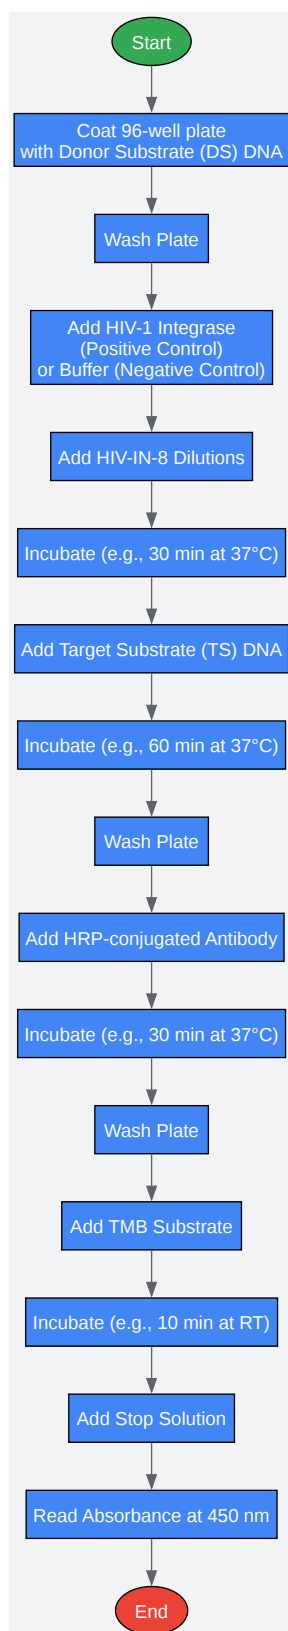 Start
Coat 96-well plate
with Donor Substrate (DS) DNA
Wash Plate
Add HIV-1 Integrase
(Positive Control)
or Buffer (Negative Control)
Add HIV-IN-8 Dilutions
Incubate (e.g., 30 min at 37°C)
Add Target Substrate (TS) DNA
Incubate (e.g., 60 min at 37°C)
Wash Plate
Add HRP-conjugated Antibody
Incubate (e.g., 30 min at 37°C)
Wash Plate
Add TMB Substrate
Incubate (e.g., 10 min at RT)
Add Stop Solution
Read Absorbance at 450 nm
End